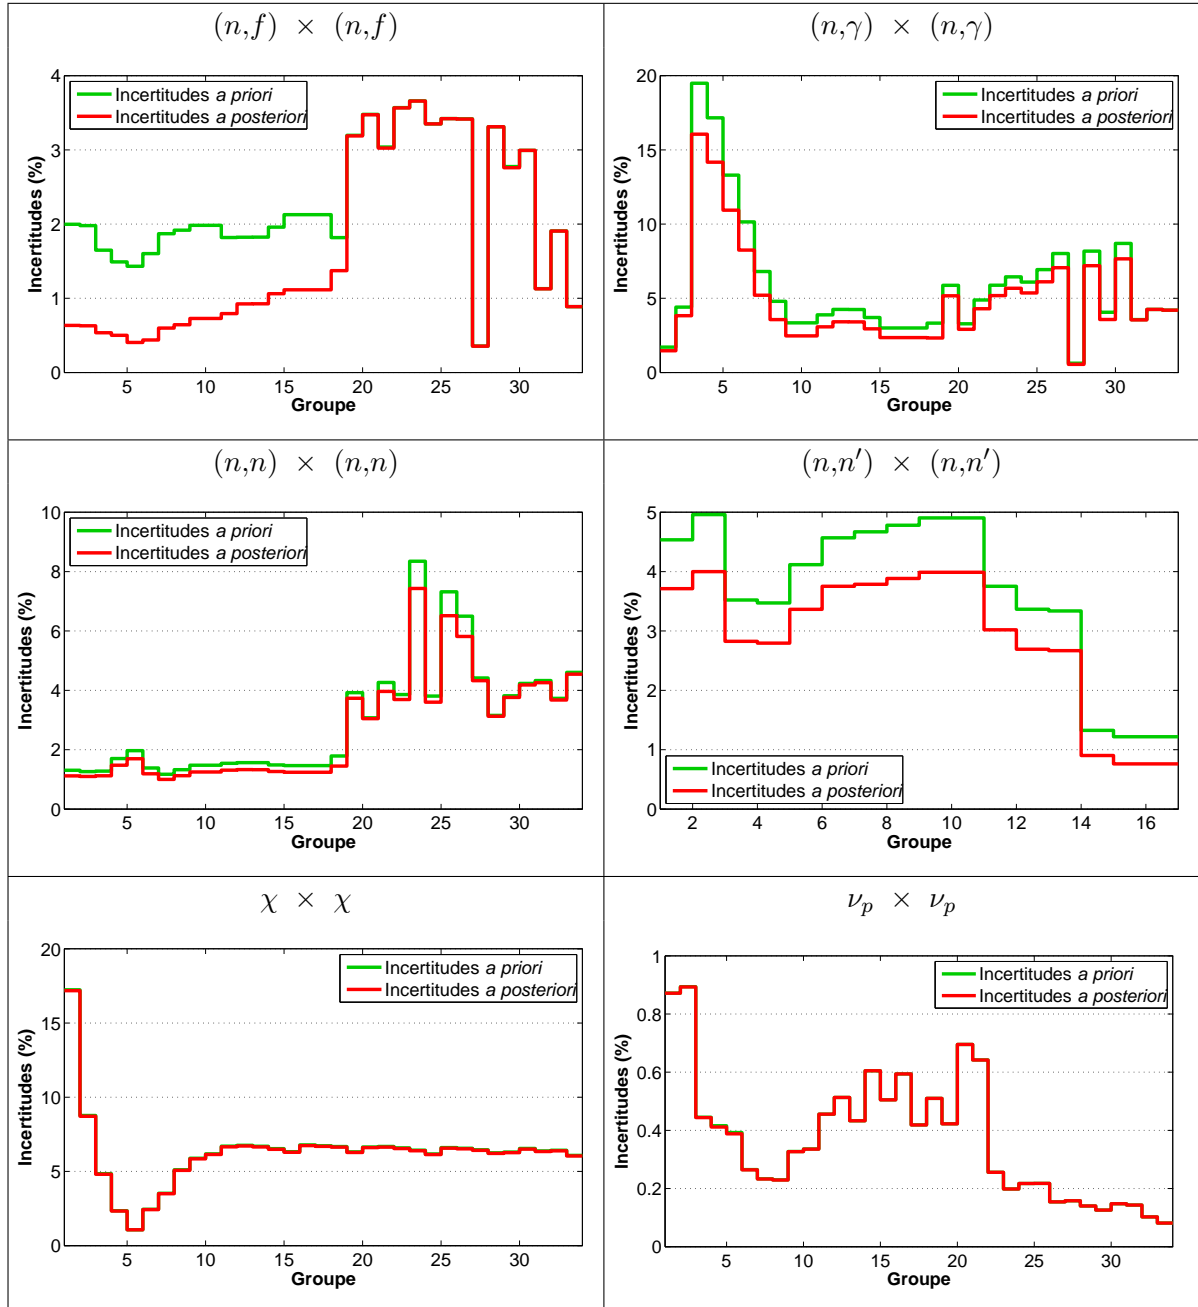 (n,f) × (n,f)
4
3
2
1
0
Incertitudes (%)
Incertitudes a priori
Incertitudes a posteriori
5 10 15 20 25 30
Groupe
(n,γ) × (n,γ)
20
15
10
5
0
Incertitudes (%)
Incertitudes a priori
Incertitudes a posteriori
5 10 15 20 25 30
Groupe
(n,n) × (n,n)
10
8
6
4
2
0
Incertitudes (%)
Incertitudes a priori
Incertitudes a posteriori
5 10 15 20 25 30
Groupe
(n,n′) × (n,n′)
5
4
3
2
1
0
Incertitudes (%)
Incertitudes a priori
Incertitudes a posteriori
2 4 6 8 10 12 14 16
Groupe
χ × χ
20
15
10
5
0
Incertitudes (%)
Incertitudes a priori
Incertitudes a posteriori
5 10 15 20 25 30
Groupe
νp × νp
1
0.8
0.6
0.4
0.2
0
Incertitudes (%)
Incertitudes a priori
Incertitudes a posteriori
5 10 15 20 25 30
Groupe